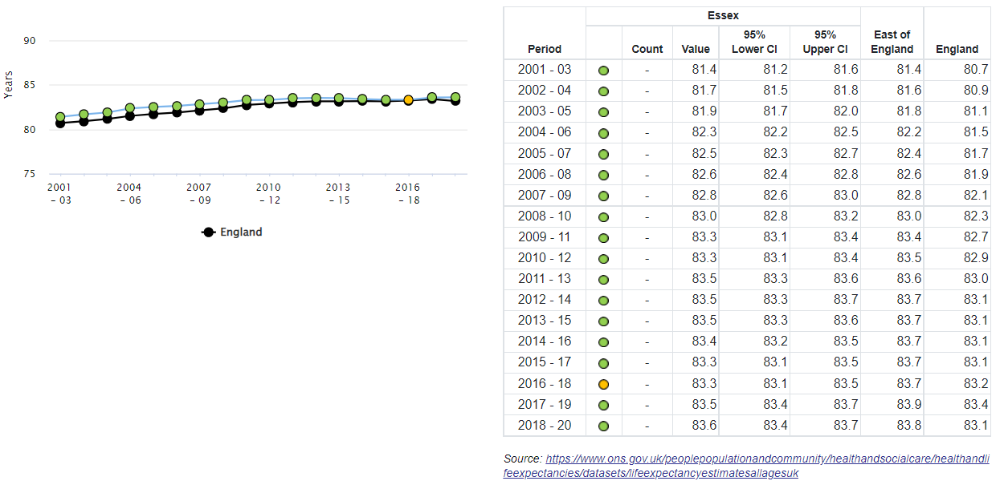 90
85
80
75
Years
2001 – 03
2004 – 06
2007 – 09
2010 – 12
2013 – 15
2016 – 18
England
Essex
Period Count Value 95% Lower CI 95% Upper CI East of England England
2001 - 03 - 81.4 81.2 81.6 81.4 80.7
2002 - 04 - 81.7 81.5 81.8 81.6 80.9
2003 - 05 - 81.9 81.7 82.0 81.8 81.1
2004 - 06 - 82.3 82.2 82.5 82.2 81.5
2005 - 07 - 82.5 82.3 82.7 82.4 81.7
2006 - 08 - 82.6 82.4 82.8 82.6 81.9
2007 - 09 - 82.8 82.6 83.0 82.8 82.1
2008 - 10 - 83.0 82.8 83.2 83.0 82.3
2009 - 11 - 83.3 83.1 83.4 83.4 82.7
2010 - 12 - 83.3 83.1 83.4 83.5 82.9
2011 - 13 - 83.5 83.3 83.6 83.6 83.0
2012 - 14 - 83.5 83.3 83.7 83.7 83.1
2013 - 15 - 83.5 83.3 83.6 83.7 83.1
2014 - 16 - 83.4 83.2 83.5 83.7 83.1
2015 - 17 - 83.3 83.1 83.5 83.7 83.1
2016 - 18 - 83.3 83.1 83.5 83.7 83.2
2017 - 19 - 83.5 83.4 83.7 83.9 83.4
2018 - 20 - 83.6 83.4 83.7 83.8 83.1
Source: https://www.ons.gov.uk/peoplepopulationandcommunity/healthandsocialcare/healthandli
feexpectancies/datasets/lifeexpectancyestimatesallagesuk